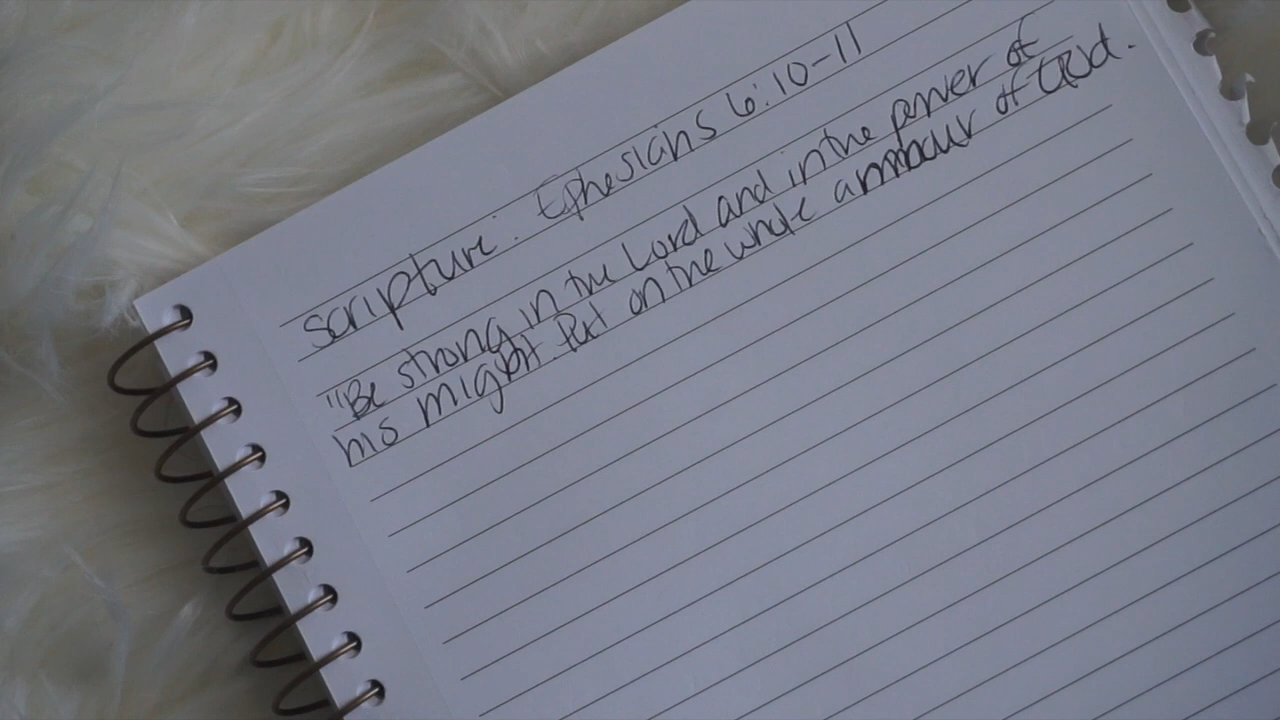 scripture: Ephesians 6:10-11
"Be strong in the Lord and in the power of
his might. Put on the whole armour of God.